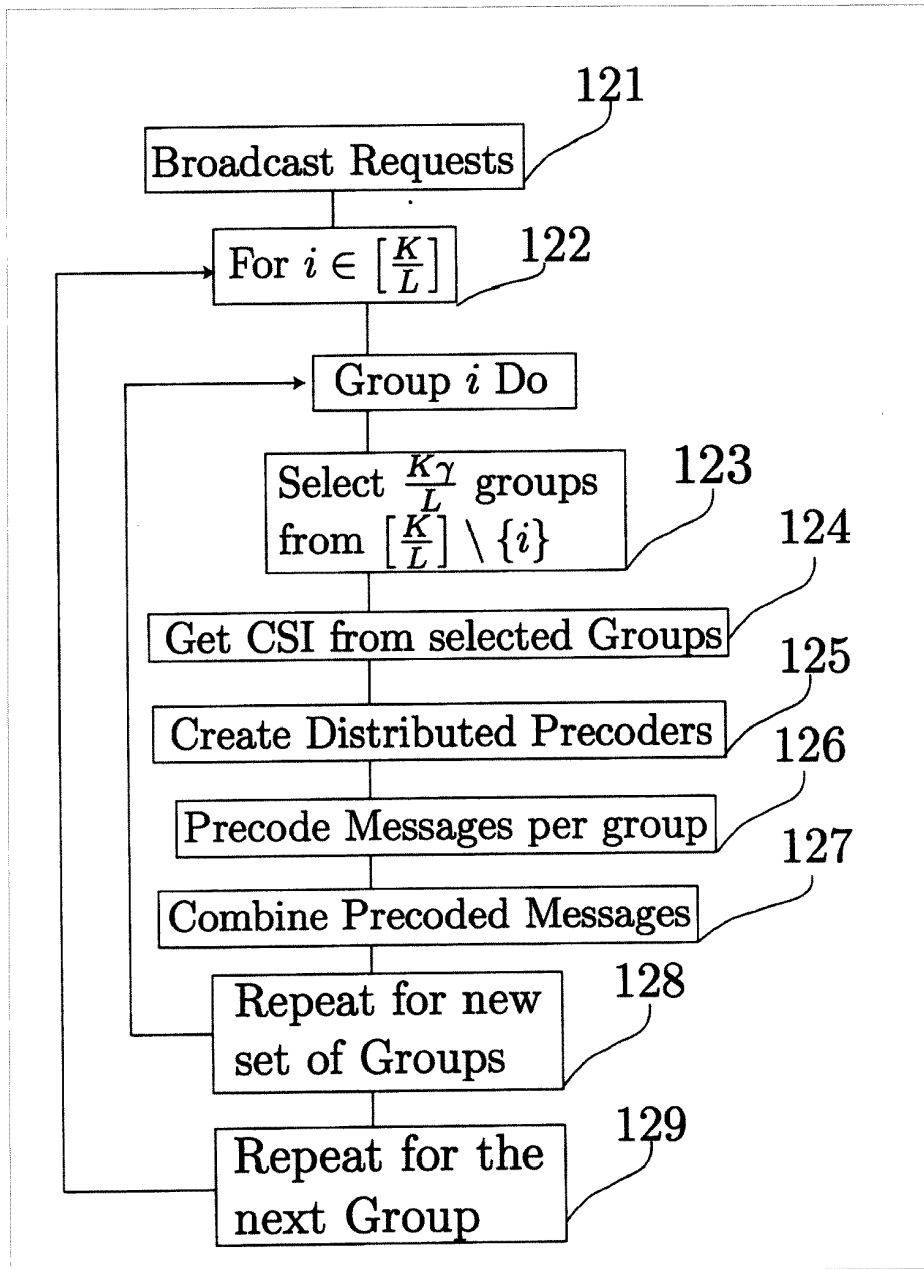 121
Broadcast Requests
122
For i ∈ [K/L]
Group i Do
123
Select Kγ/L groups
from [K/L] \ {i}
124
Get CSI from selected Groups
125
Create Distributed Precoders
126
Precode Messages per group
127
Combine Precoded Messages
128
Repeat for new
set of Groups
129
Repeat for the
next Group